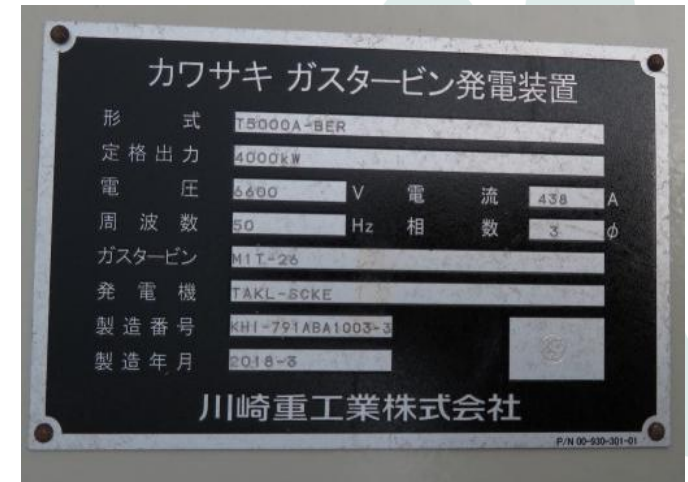 カワサキ ガスタービン発電装置
形 式 T5000A-BER
定格出力 4000kW
電 圧 6600 V 電 流 438 A
周 波 数 50 Hz 相 数 3 φ
ガスタービン M1T-26
発 電 機 TAKL-SCKE
製造番号 KHI-791ABA1003-3
製造年月 2018-3
川崎重工業株式会社
P/N 00-930-301-01